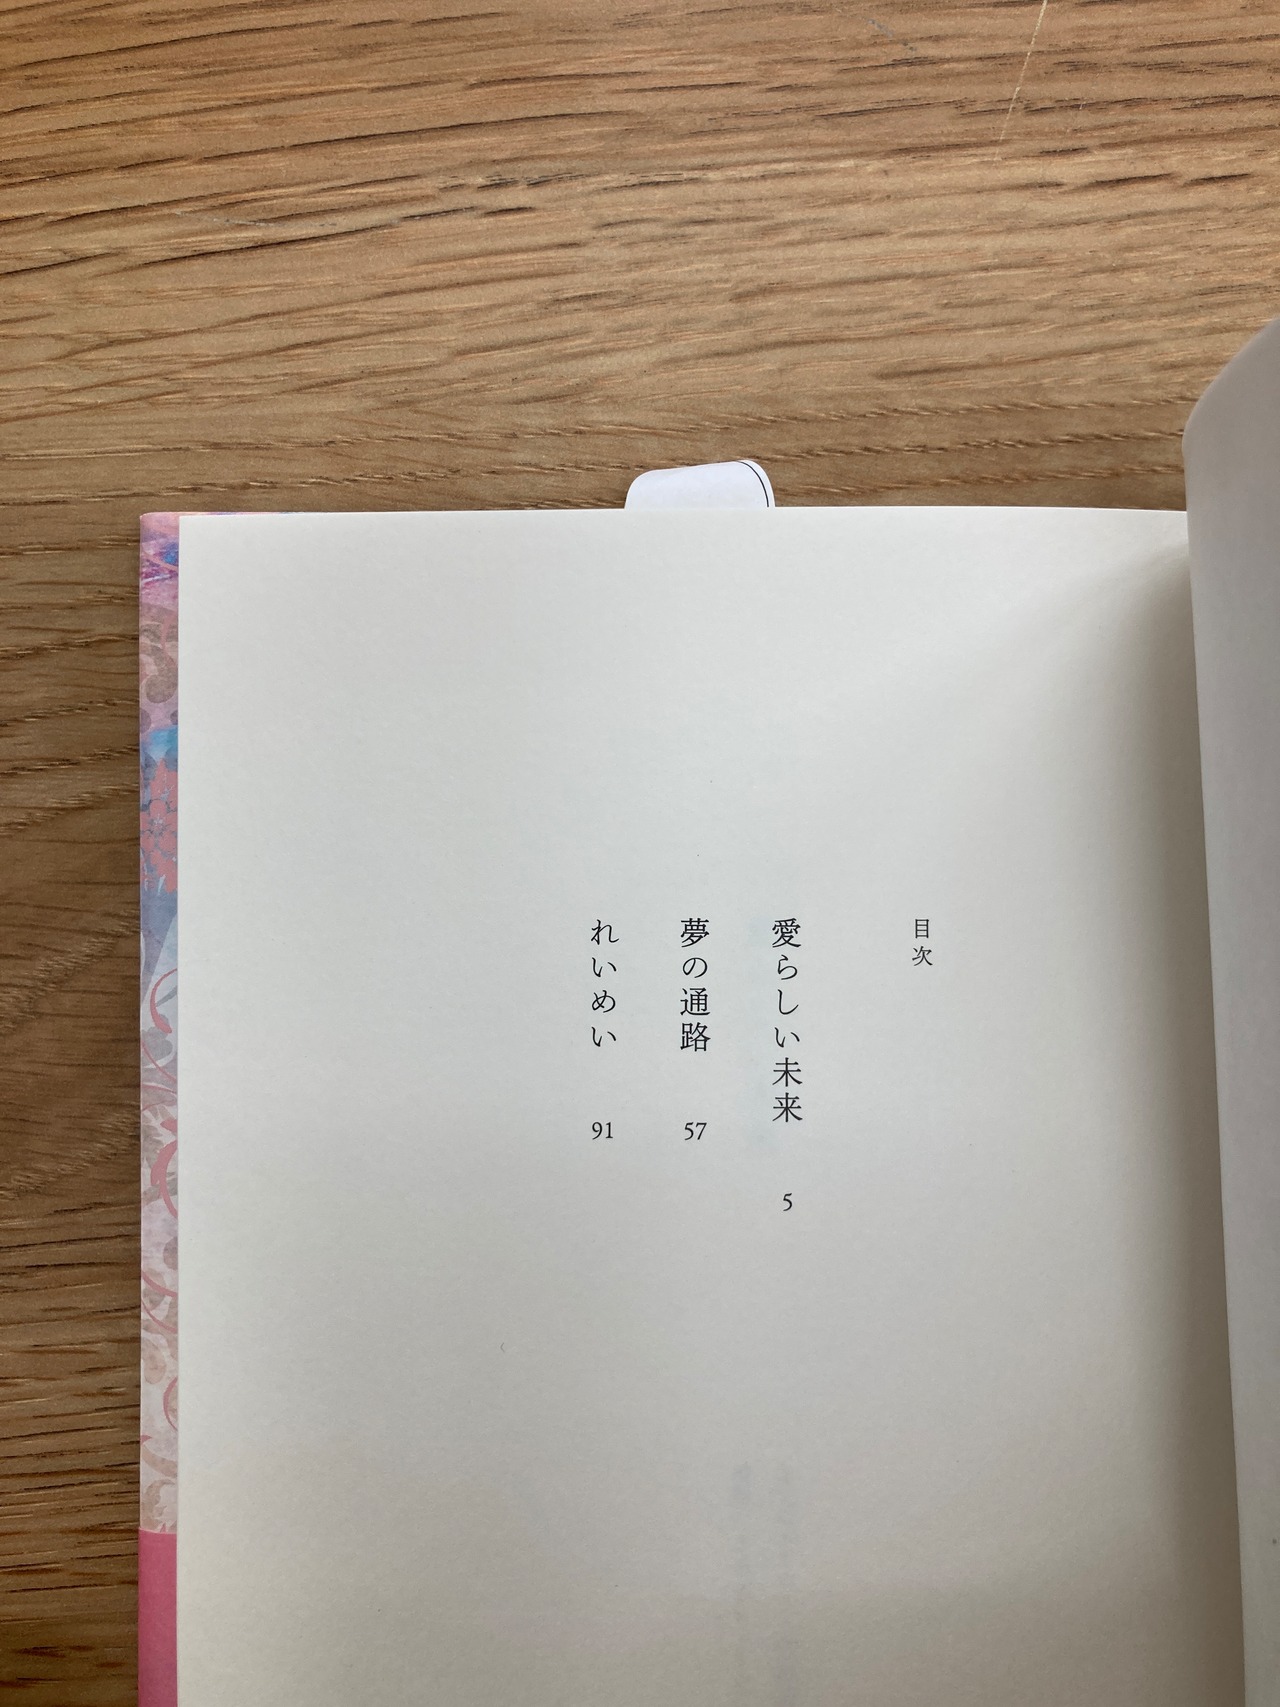 目次
愛らしい未来 5
夢の通路 57
れいめい 91